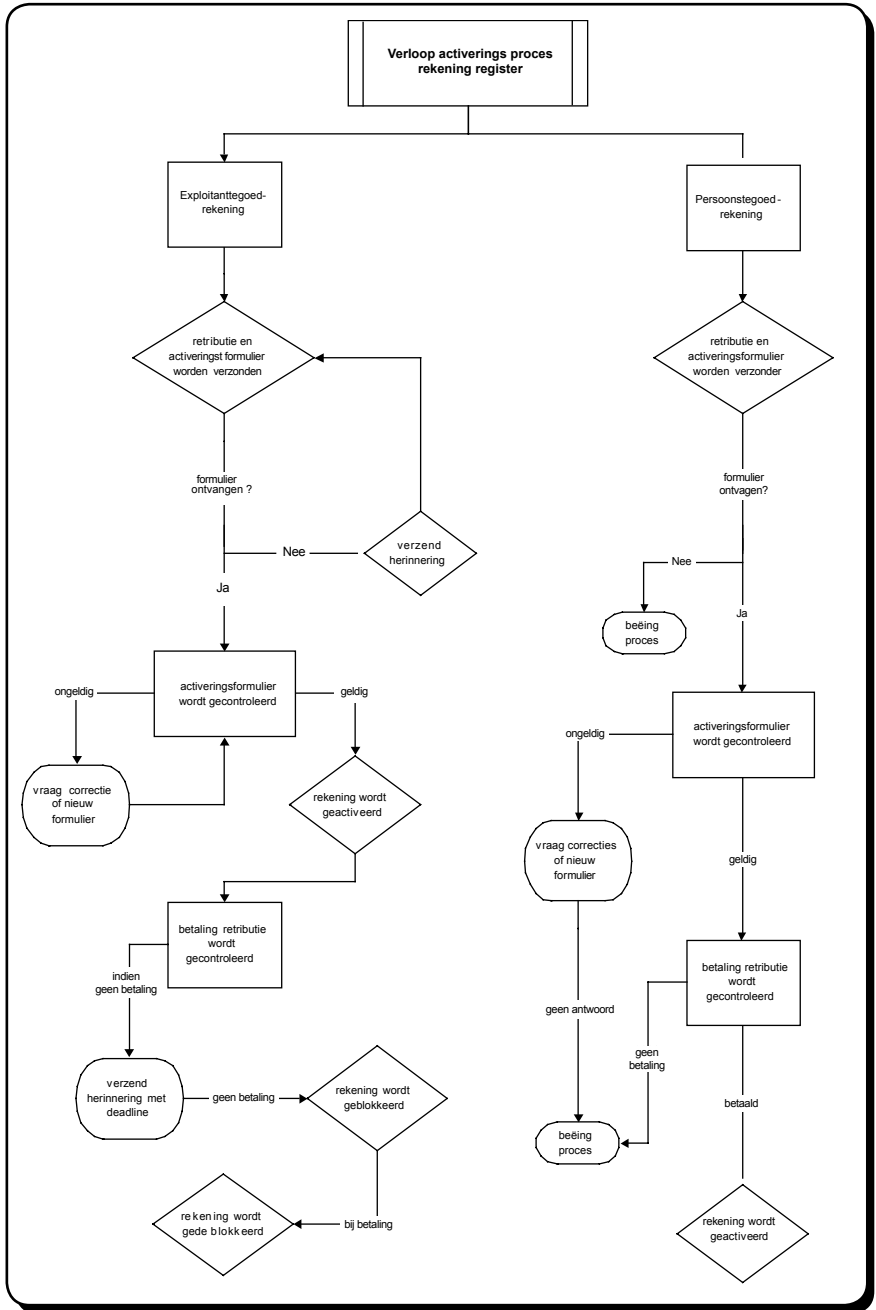 Verloop activerings proces
rekening register
Exploitanttegoed-
rekening
retributie en
activeringst formulier
worden verzonden
formulier
ontvangen ?
Nee
verzend
herinnering
Ja
activeringsformulier
wordt gecontroleerd
ongeldig
geldig
vraag correctie
of nieuw
formulier
rekening wordt
geactiveerd
betaling retributie
wordt
gecontroleerd
indien
geen betaling
verzend
herinnering met
deadline
geen betaling
rekening wordt
geblokkeerd
bij betaling
rekening wordt
gede blokkeerd
Persoonstegoed-
rekening
retributie en
activeringsformulier
worden verzonder
formulier
ontvagen?
Nee
beëing
proces
Ja
activeringsformulier
wordt gecontroleerd
ongeldig
vraag correcties
of nieuw
formulier
geldig
betaling retributie
wordt
gecontroleerd
geen antwoord
geen
betaling
beëing
proces
betaald
rekening wordt
geactiveerd